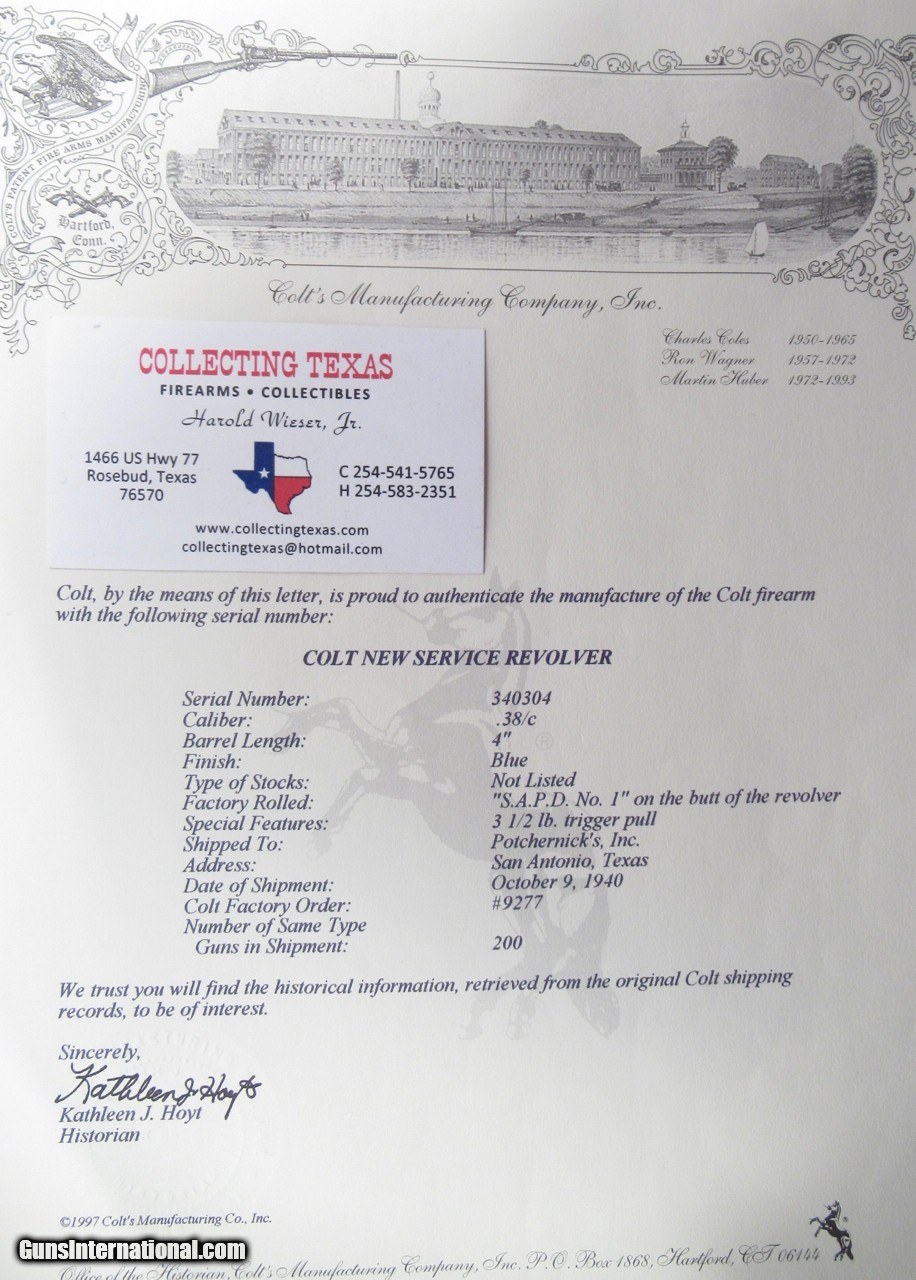 COLT'S PATENT FIRE ARMS MANUFACTURING
Hartford,
Conn.
Colt's Manufacturing Company, Inc.
Charles Coles 1950-1965
Ron Wagner 1957-1972
Martin Huber 1972-1993
COLLECTING TEXAS
FIREARMS • COLLECTIBLES
Harold Wieser, Jr.
1466 US Hwy 77
Rosebud, Texas
76570
C 254-541-5765
H 254-583-2351
www.collectingtexas.com
collectingtexas@hotmail.com
Colt, by the means of this letter, is proud to authenticate the manufacture of the Colt firearm
with the following serial number:
COLT NEW SERVICE REVOLVER
Serial Number: 340304
Caliber: .38/c
Barrel Length: 4"
Finish: Blue
Type of Stocks: Not Listed
Factory Rolled: "S.A.P.D. No. 1" on the butt of the revolver
Special Features: 3 1/2 lb. trigger pull
Shipped To: Potchernick's, Inc.
Address: San Antonio, Texas
Date of Shipment: October 9, 1940
Colt Factory Order: #9277
Number of Same Type
Guns in Shipment: 200
®
We trust you will find the historical information, retrieved from the original Colt shipping
records, to be of interest.
Sincerely,
Kathleen J. Hoyt
Kathleen J. Hoyt
Historian
©1997 Colt's Manufacturing Co., Inc.
GunsInternational.com
Office of the Historian, Colt's Manufacturing Company, Inc. P.O. Box 1868, Hartford, CT 06144